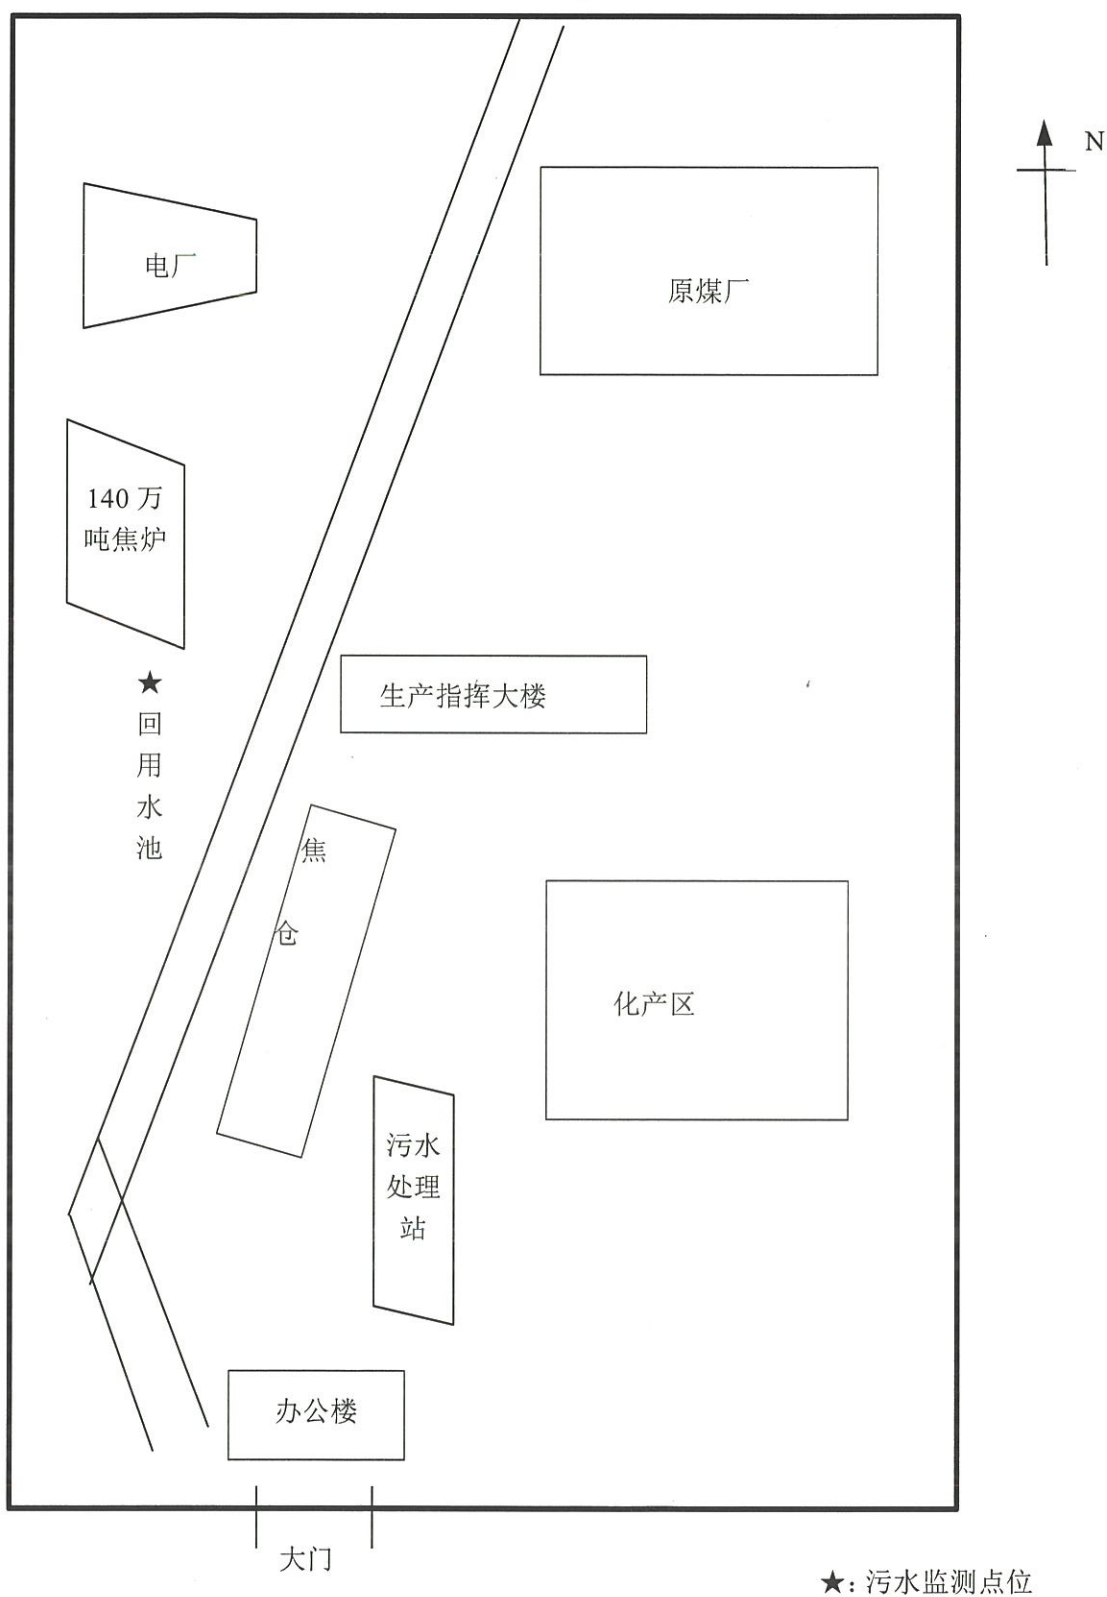 N
电厂
原煤厂
140 万
吨焦炉
生产指挥大楼
★
回
用
水
池
焦
仓
化产区
污水
处理
站
办公楼
大门
★: 污水监测点位